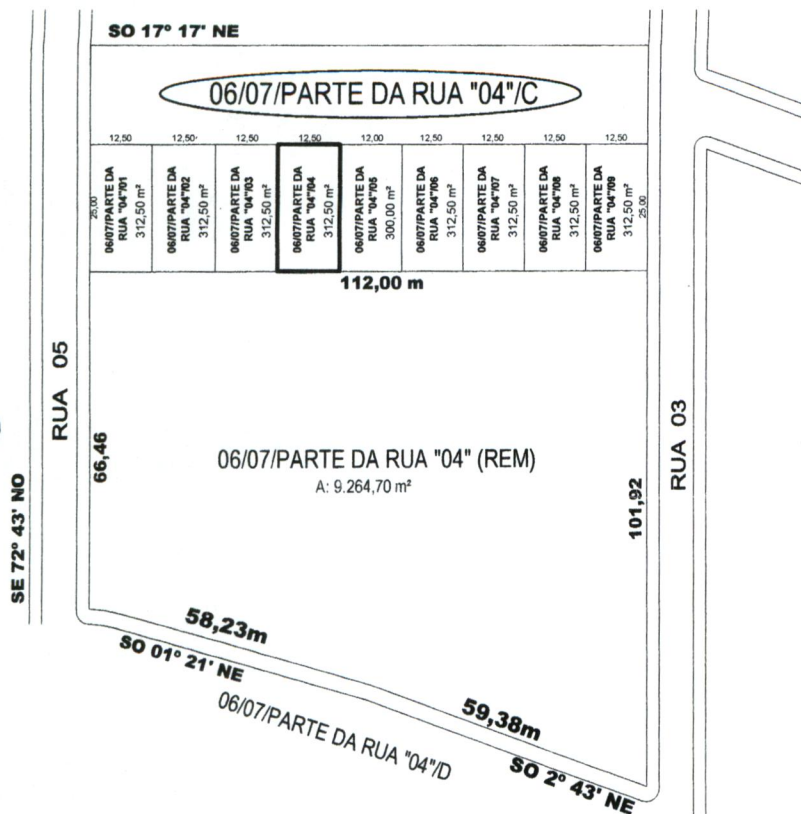 SO 17° 17' NE
06/07/PARTE DA RUA "04"/C
12,50 12,50 12,50 12,50 12,00 12,50 12,50 12,50 12,50
25,00
06/07/PARTE DA
RUA "04"/01
312,50 m²
06/07/PARTE DA
RUA "04"/02
312,50 m²
06/07/PARTE DA
RUA "04"/03
312,50 m²
06/07/PARTE DA
RUA "04"/04
312,50 m²
06/07/PARTE DA
RUA "04"/05
300,00 m²
06/07/PARTE DA
RUA "04"/06
312,50 m²
06/07/PARTE DA
RUA "04"/07
312,50 m²
06/07/PARTE DA
RUA "04"/08
312,50 m²
06/07/PARTE DA
RUA "04"/09
312,50 m²
25,00
112,00 m
RUA 05
RUA 03
66,46
06/07/PARTE DA RUA "04" (REM)
A: 9.264,70 m²
101,92
SE 72° 43' NO
58,23m
SO 01° 21' NE
06/07/PARTE DA RUA "04"/D
59,38m
SO 2° 43' NE